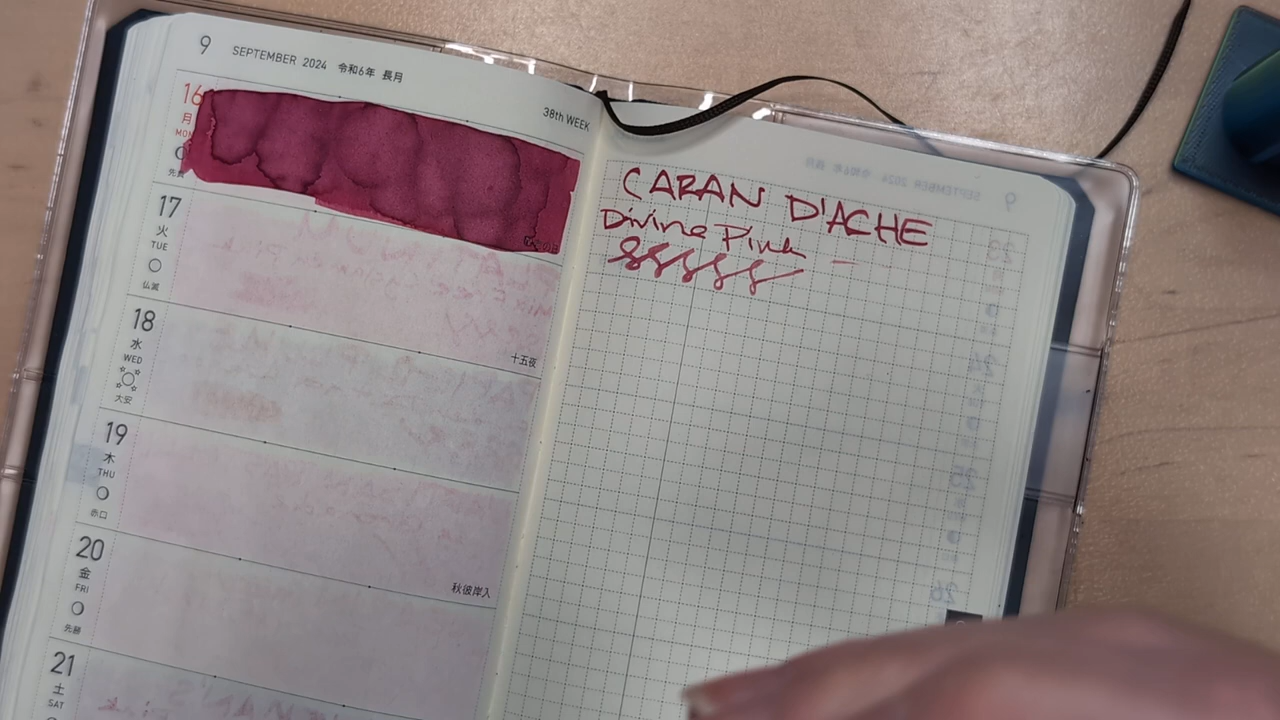 9 SEPTEMBER 2024 令和6年 長月
38th WEEK
16
月
MON
17
火
TUE
仏滅
十五夜
18
水
WED
大安
19
木
THU
赤口
秋彼岸入
20
金
FRI
先勝
21
土
SAT
CARAN D'ACHE
Divine Pink